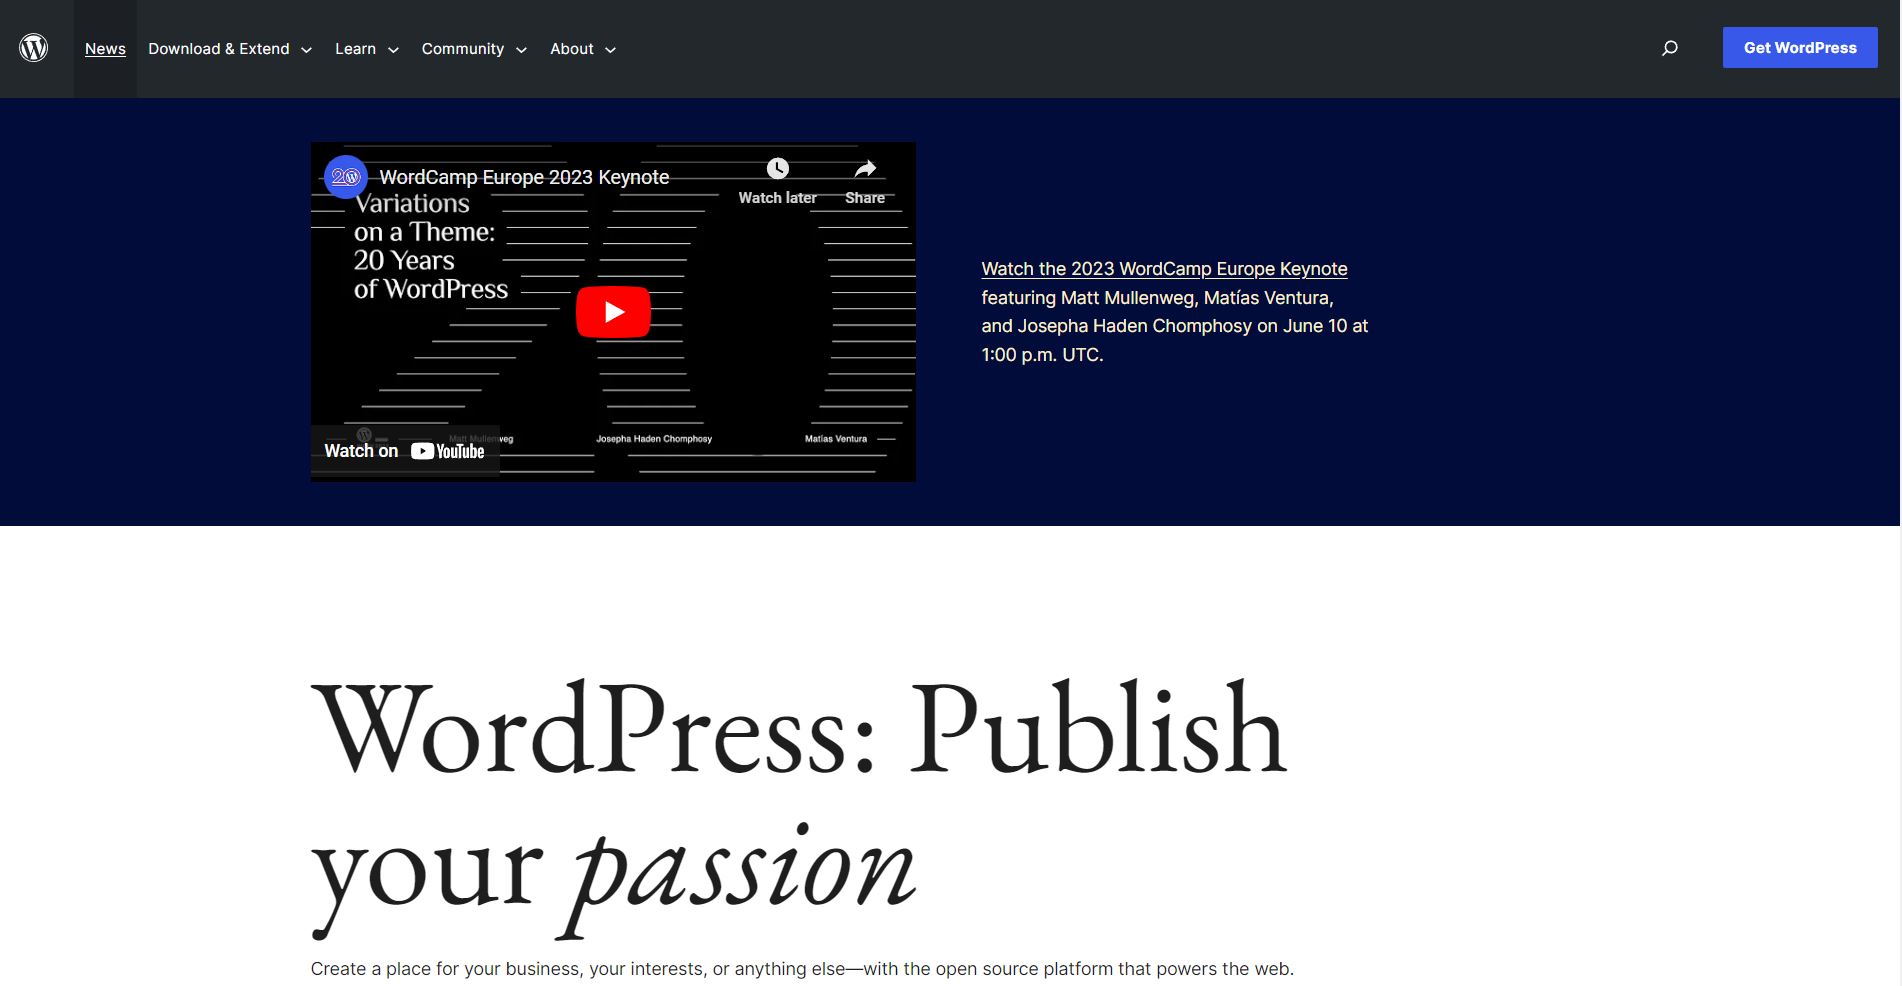 News Download & Extend Learn Community About Get WordPress
WordCamp Europe 2023 Keynote
Watch later Share
Variations
on a Theme:
20 Years
of WordPress
Matt Mullenweg Josepha Haden Chomphosy Matías Ventura
Watch on YouTube
Watch the 2023 WordCamp Europe Keynote
featuring Matt Mullenweg, Matías Ventura,
and Josepha Haden Chomphosy on June 10 at
1:00 p.m. UTC.
WordPress: Publish
your passion
Create a place for your business, your interests, or anything else—with the open source platform that powers the web.